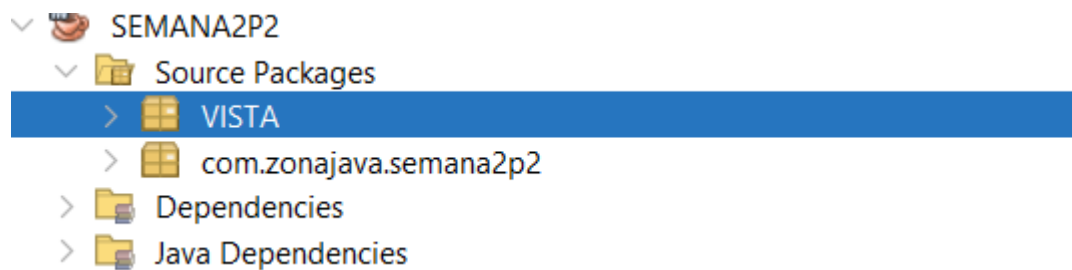 SEMANA2P2
Source Packages
VISTA
com.zonajava.semana2p2
Dependencies
Java Dependencies